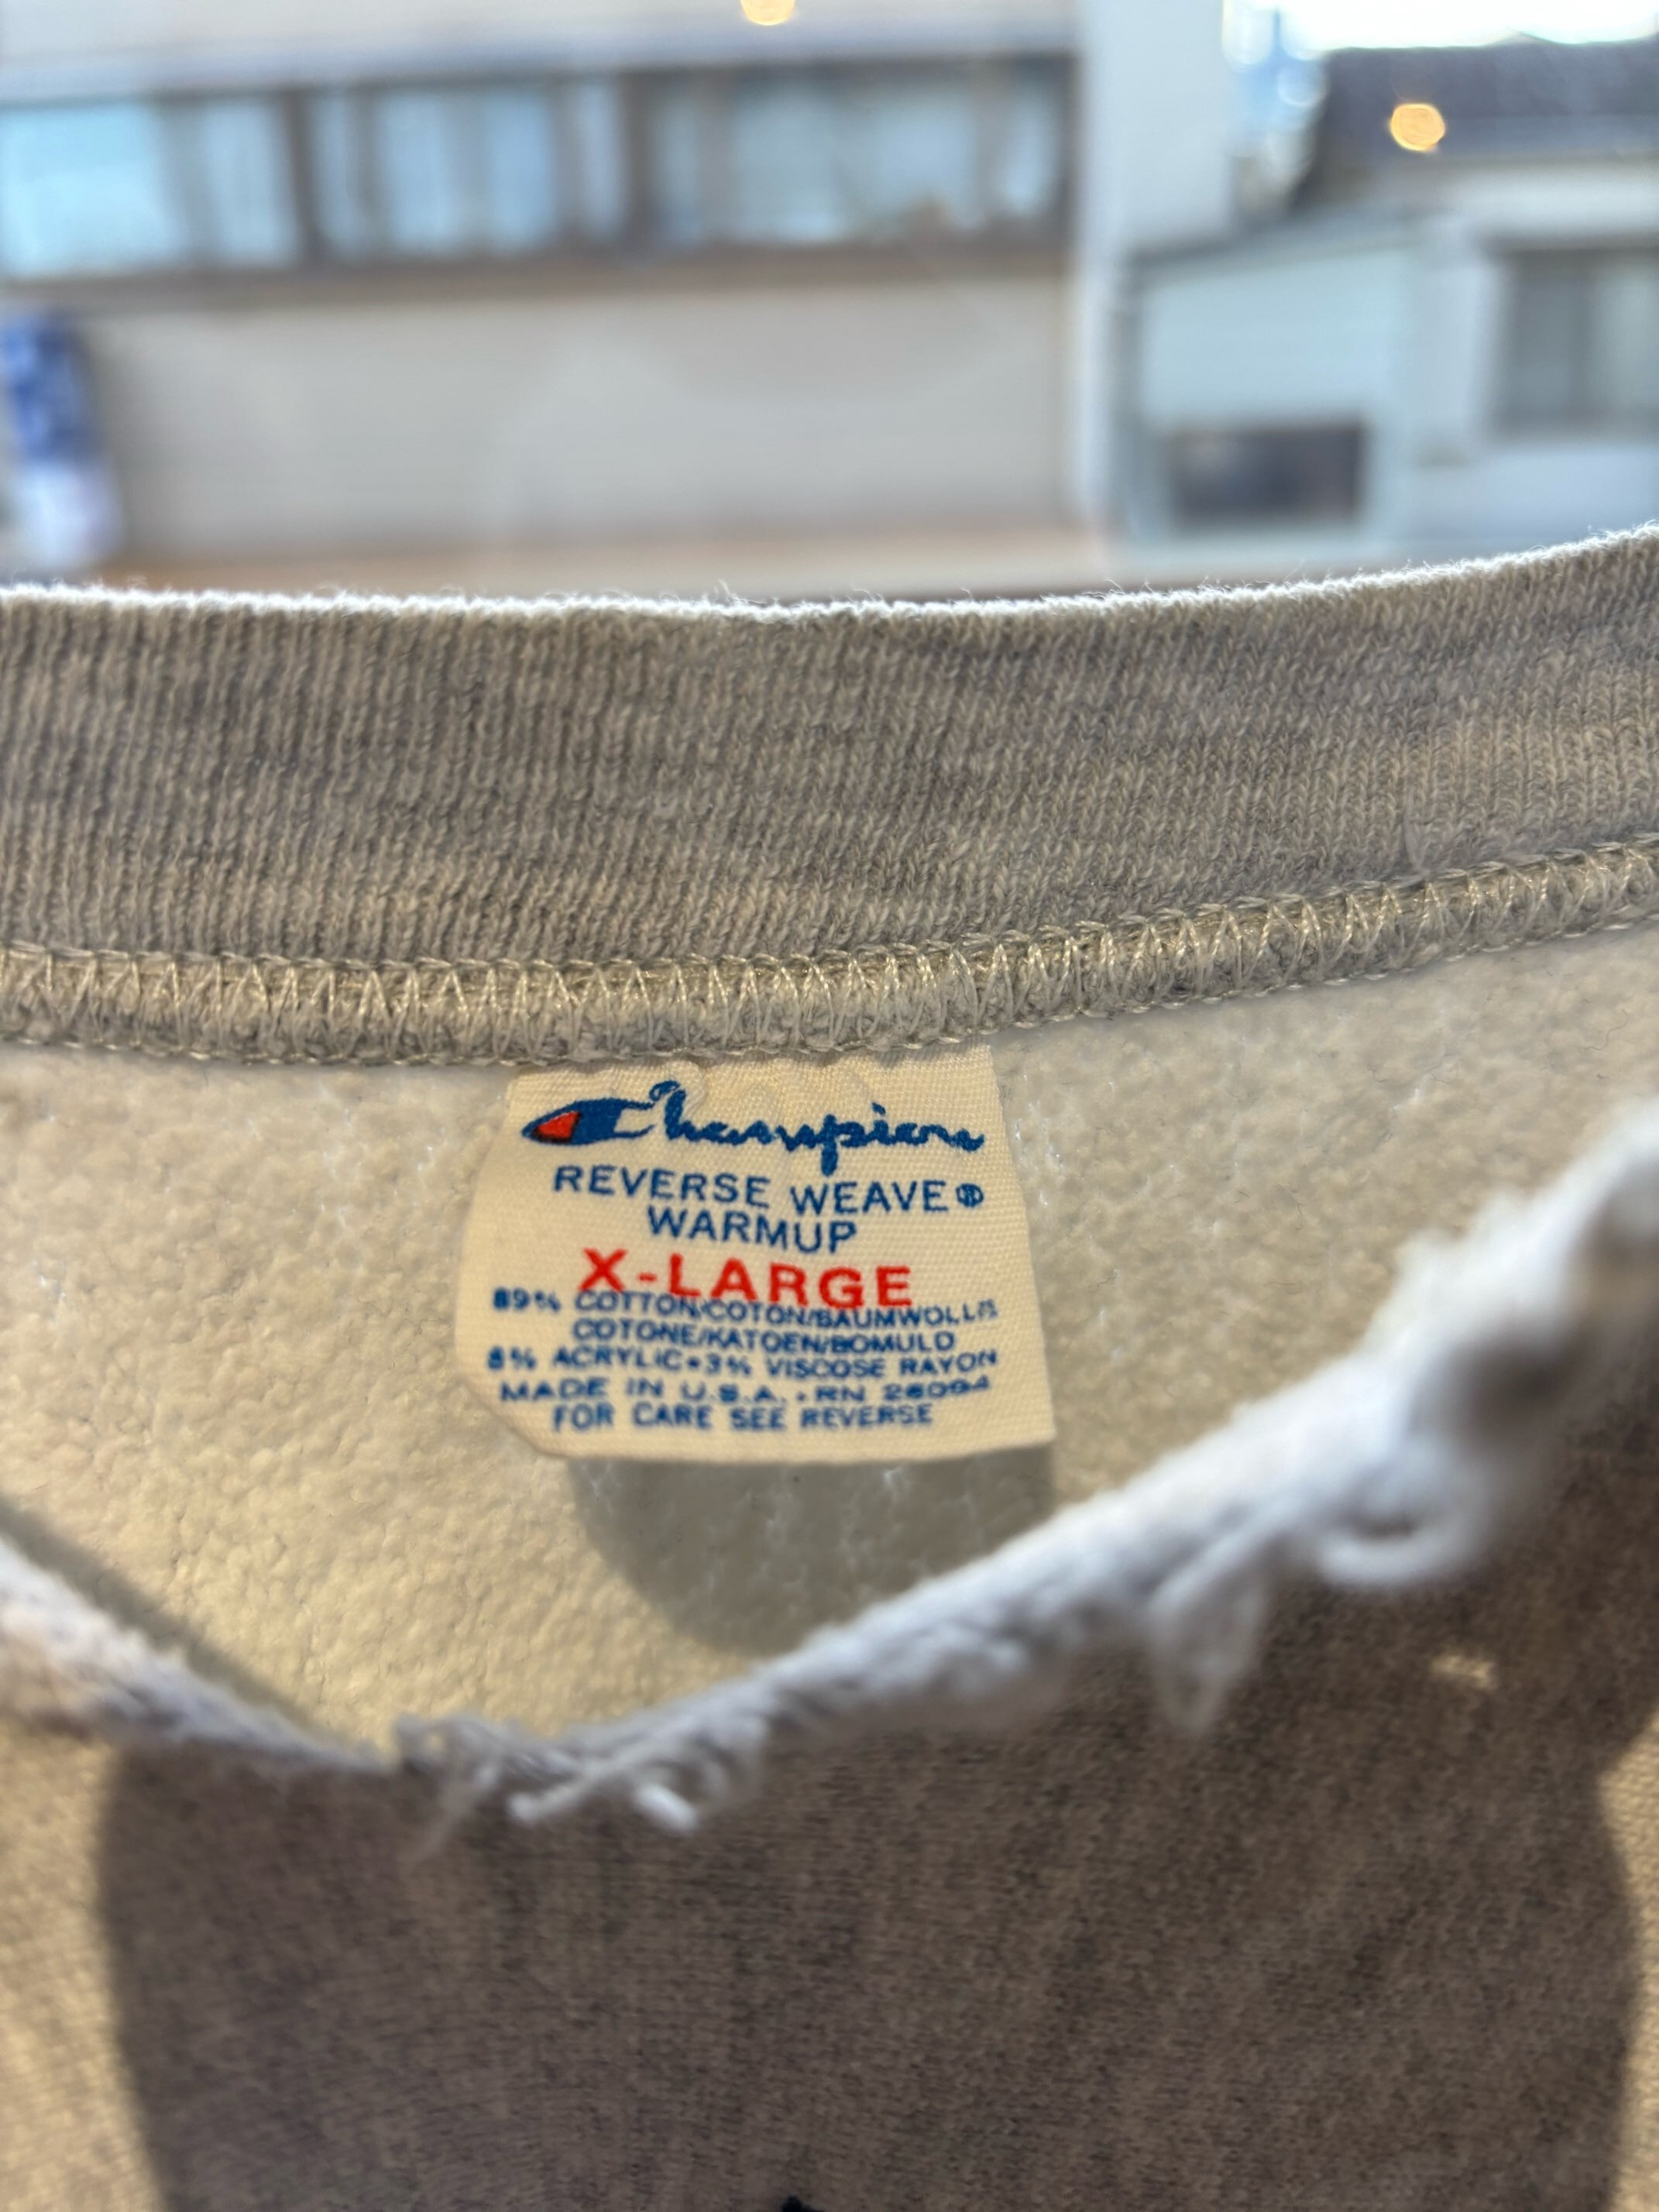 Champion
REVERSE WEAVE®
WARMUP
X-LARGE
89% COTTON/COTON/BAUMWOLLE
COTONE/KATOEN/BOMULD
8% ACRYLIC•3% VISCOSE RAYON
MADE IN U.S.A. • RN 26094
FOR CARE SEE REVERSE